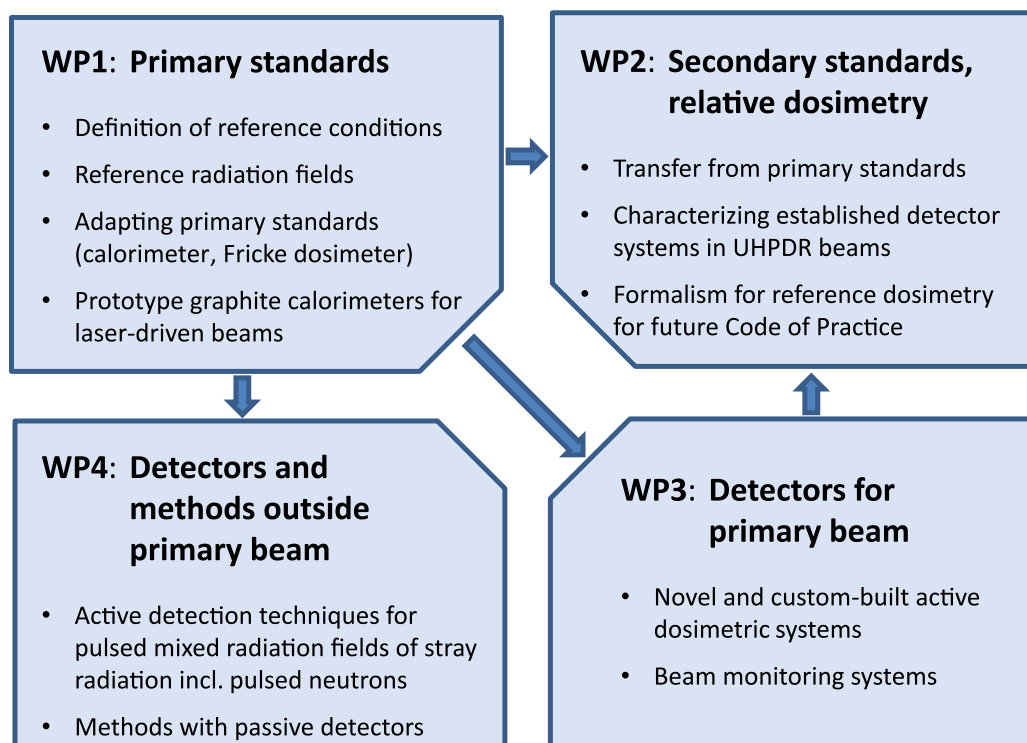 WP1: Primary standards
• Definition of reference conditions
• Reference radiation fields
• Adapting primary standards
(calorimeter, Fricke dosimeter)
• Prototype graphite calorimeters for
laser-driven beams
WP2: Secondary standards,
relative dosimetry
• Transfer from primary standards
• Characterizing established detector
systems in UHPDR beams
• Formalism for reference dosimetry
for future Code of Practice
WP4: Detectors and
methods outside
primary beam
• Active detection techniques for
pulsed mixed radiation fields of stray
radiation incl. pulsed neutrons
• Methods with passive detectors
WP3: Detectors for
primary beam
• Novel and custom-built active
dosimetric systems
• Beam monitoring systems